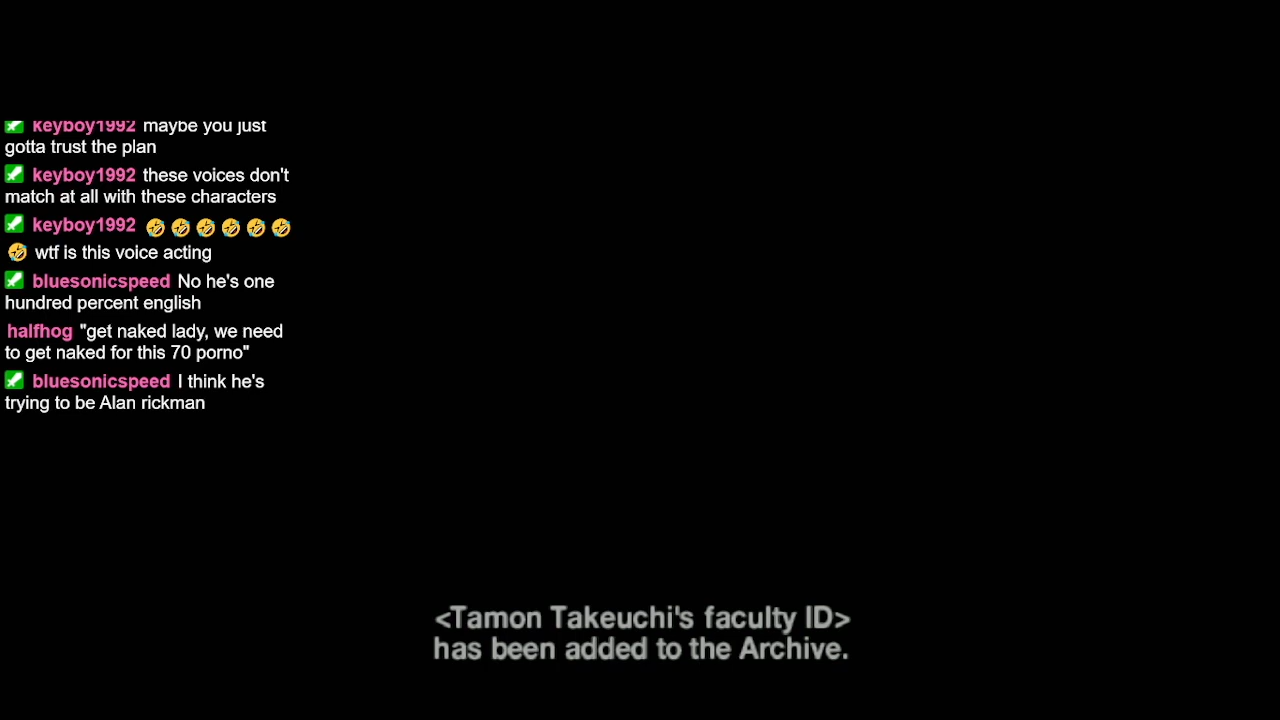 keyboy1992 maybe you just
gotta trust the plan
keyboy1992 these voices don't
match at all with these characters
keyboy1992 🤣🤣🤣🤣🤣🤣
🤣 wtf is this voice acting
bluesonicspeed No he's one
hundred percent english
halfhog "get naked lady, we need
to get naked for this 70 porno"
bluesonicspeed I think he's
trying to be Alan rickman
<Tamon Takeuchi's faculty ID>
has been added to the Archive.